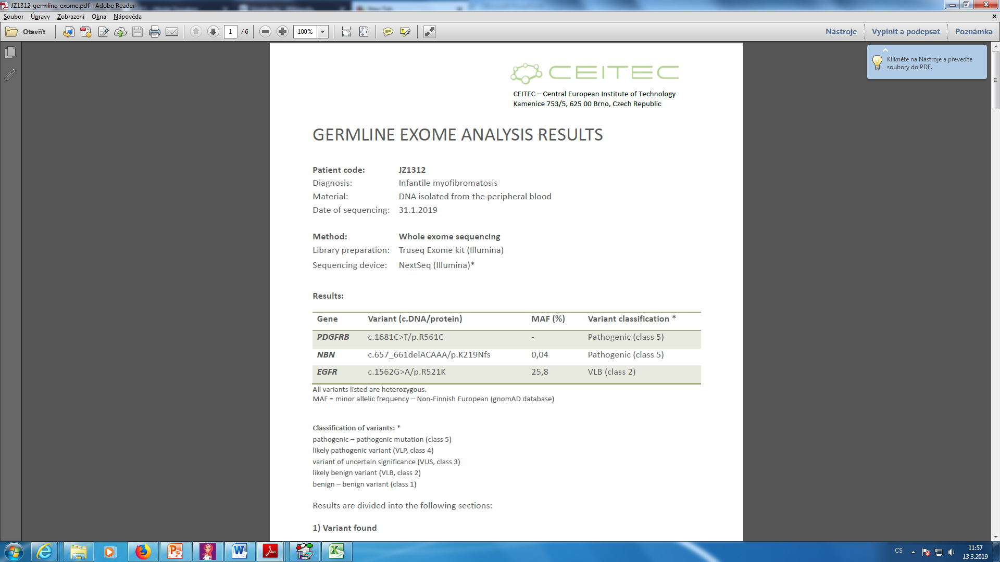 JZ1312-germline-exome.pdf - Adobe Reader
Soubor Úpravy Zobrazení Okna Nápověda
Otevřít 1 / 6 100% Nástroje Vyplnit a podepsat Poznámka
Klikněte na Nástroje a převeďte
soubory do PDF.
CEITEC
CEITEC – Central European Institute of Technology
Kamenice 753/5, 625 00 Brno, Czech Republic
GERMLINE EXOME ANALYSIS RESULTS
Patient code: JZ1312
Diagnosis: Infantile myofibromatosis
Material: DNA isolated from the peripheral blood
Date of sequencing: 31.1.2019
Method: Whole exome sequencing
Library preparation: Truseq Exome kit (Illumina)
Sequencing device: NextSeq (Illumina)*
Results:
Gene Variant (c.DNA/protein) MAF (%) Variant classification *
PDGFRB c.1681C>T/p.R561C - Pathogenic (class 5)
NBN c.657_661delACAAA/p.K219Nfs 0,04 Pathogenic (class 5)
EGFR c.1562G>A/p.R521K 25,8 VLB (class 2)
All variants listed are heterozygous.
MAF = minor allelic frequency – Non-Finnish European (gnomAD database)
Classification of variants: *
pathogenic – pathogenic mutation (class 5)
likely pathogenic variant (VLP, class 4)
variant of uncertain significance (VUS, class 3)
likely benign variant (VLB, class 2)
benign – benign variant (class 1)
Results are divided into the following sections:
1) Variant found
CS 11:57
13.3.2019